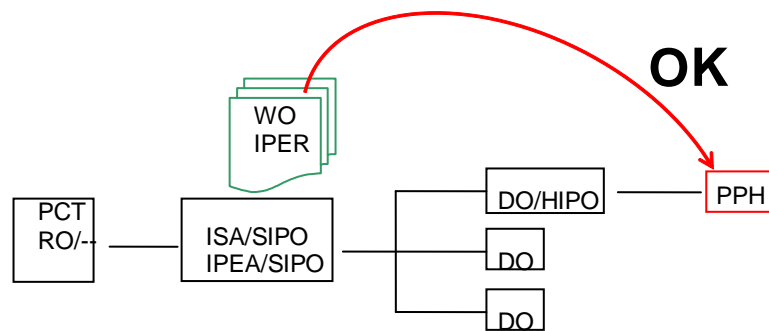 OK
WO
IPER
DO/HIPO
PPH
PCT
RO/--
ISA/SIPO
IPEA/SIPO
DO
DO